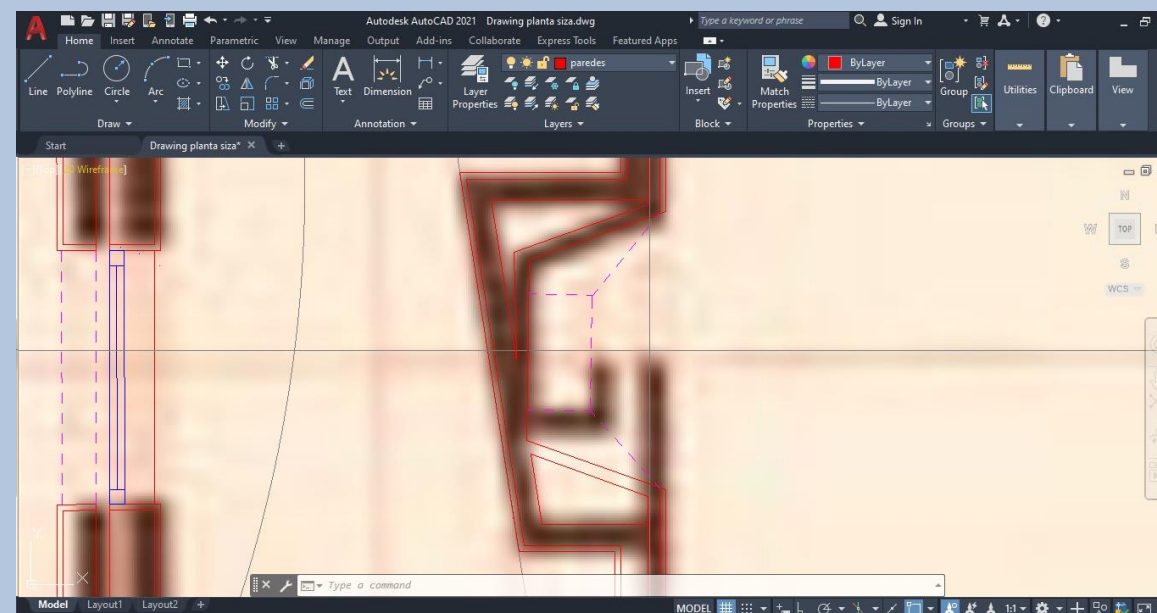 Autodesk AutoCAD 2021 Drawing planta siza.dwg
Type a keyword or phrase
Sign In
Home Insert Annotate Parametric View Manage Output Add-ins Collaborate Express Tools Featured Apps
paredes
ByLayer
ByLayer
ByLayer
Line Polyline Circle Arc
Text Dimension
Layer Properties
Insert
Match Properties
Group
Utilities
Clipboard
View
Draw Modify Annotation Layers Block Properties Groups
Start Drawing planta siza* +
2D Wireframe]
N
W TOP
S
WCS
Y
X
Type a command
Model Layout1 Layout2 +
MODEL 1:1